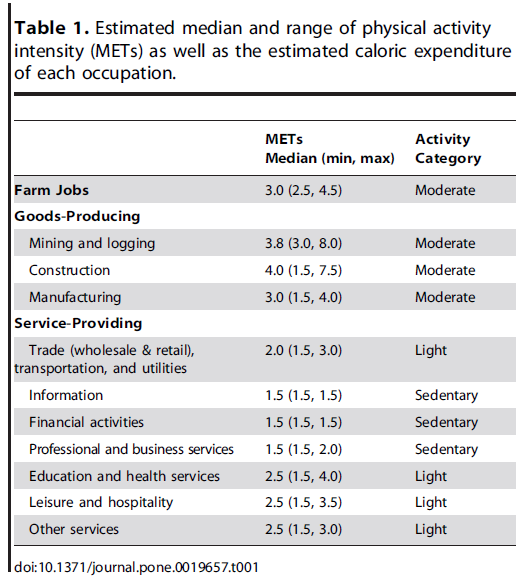 Table 1. Estimated median and range of physical activity
intensity (METs) as well as the estimated caloric expenditure
of each occupation.
METs Activity
Median (min, max) Category
Farm Jobs 3.0 (2.5, 4.5) Moderate
Goods-Producing
Mining and logging 3.8 (3.0, 8.0) Moderate
Construction 4.0 (1.5, 7.5) Moderate
Manufacturing 3.0 (1.5, 4.0) Moderate
Service-Providing
Trade (wholesale & retail), 2.0 (1.5, 3.0) Light
transportation, and utilities
Information 1.5 (1.5, 1.5) Sedentary
Financial activities 1.5 (1.5, 1.5) Sedentary
Professional and business services 1.5 (1.5, 2.0) Sedentary
Education and health services 2.5 (1.5, 4.0) Light
Leisure and hospitality 2.5 (1.5, 3.5) Light
Other services 2.5 (1.5, 3.0) Light
doi:10.1371/journal.pone.0019657.t001